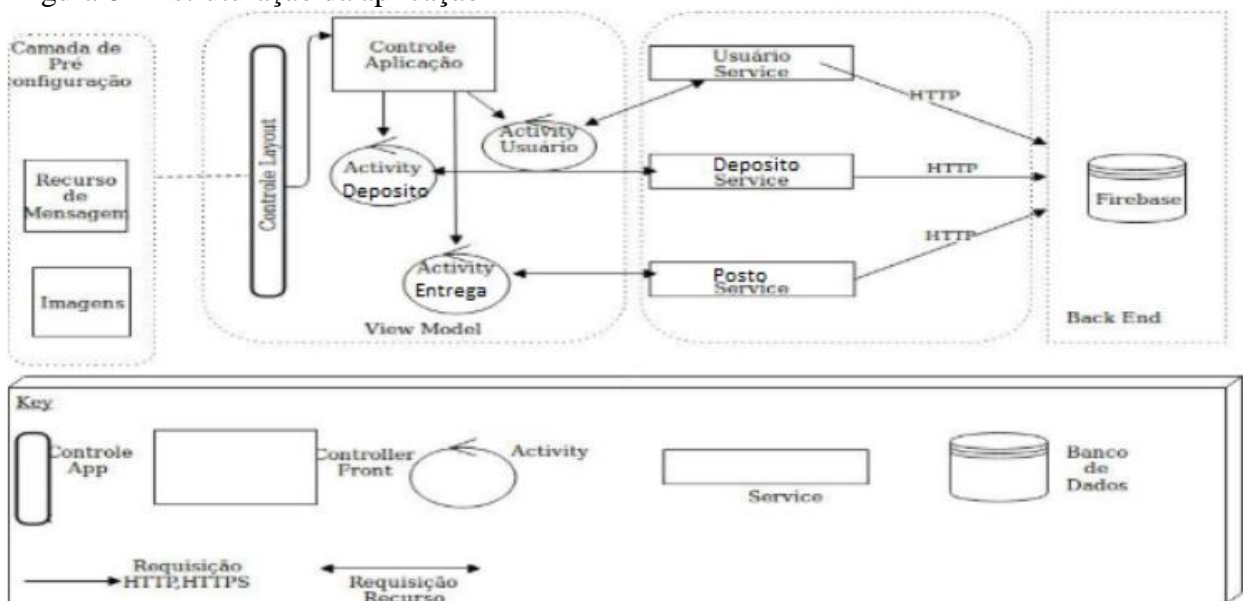 Camada de
Pré
onfiguração
Recurso
de
Mensagem
Imagens
Controle Layout
Controle
Aplicação
Activity
Usuário
Activity
Deposito
Activity
Entrega
View Model
Usuário
Service
Deposito
Service
Posto
Service
HTTP
HTTP
HTTP
Firebase
Back End
Key
Controle
App
Controller
Front
Activity
Service
Banco
de
Dados
Requisição
HTTP,HTTPS
Requisição
Recurso